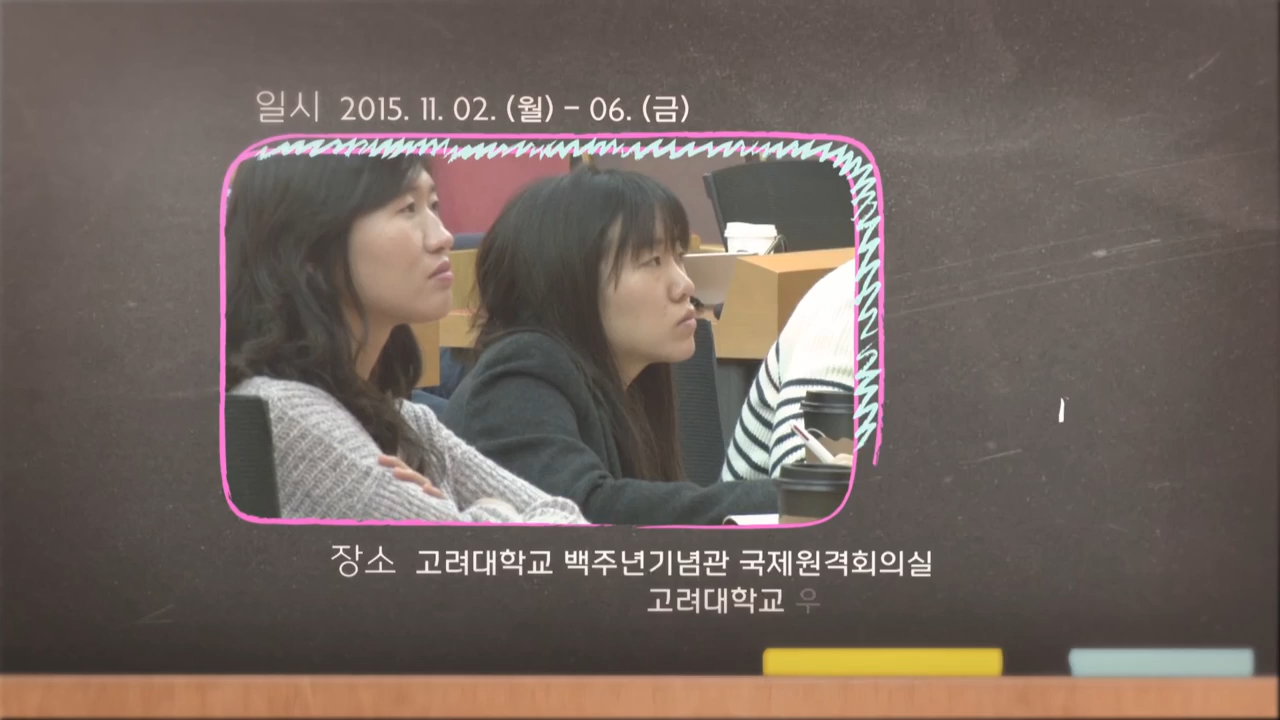 일시 2015. 11. 02. (월) - 06. (금)
장소 고려대학교 백주년기념관 국제원격회의실
고려대학교 우